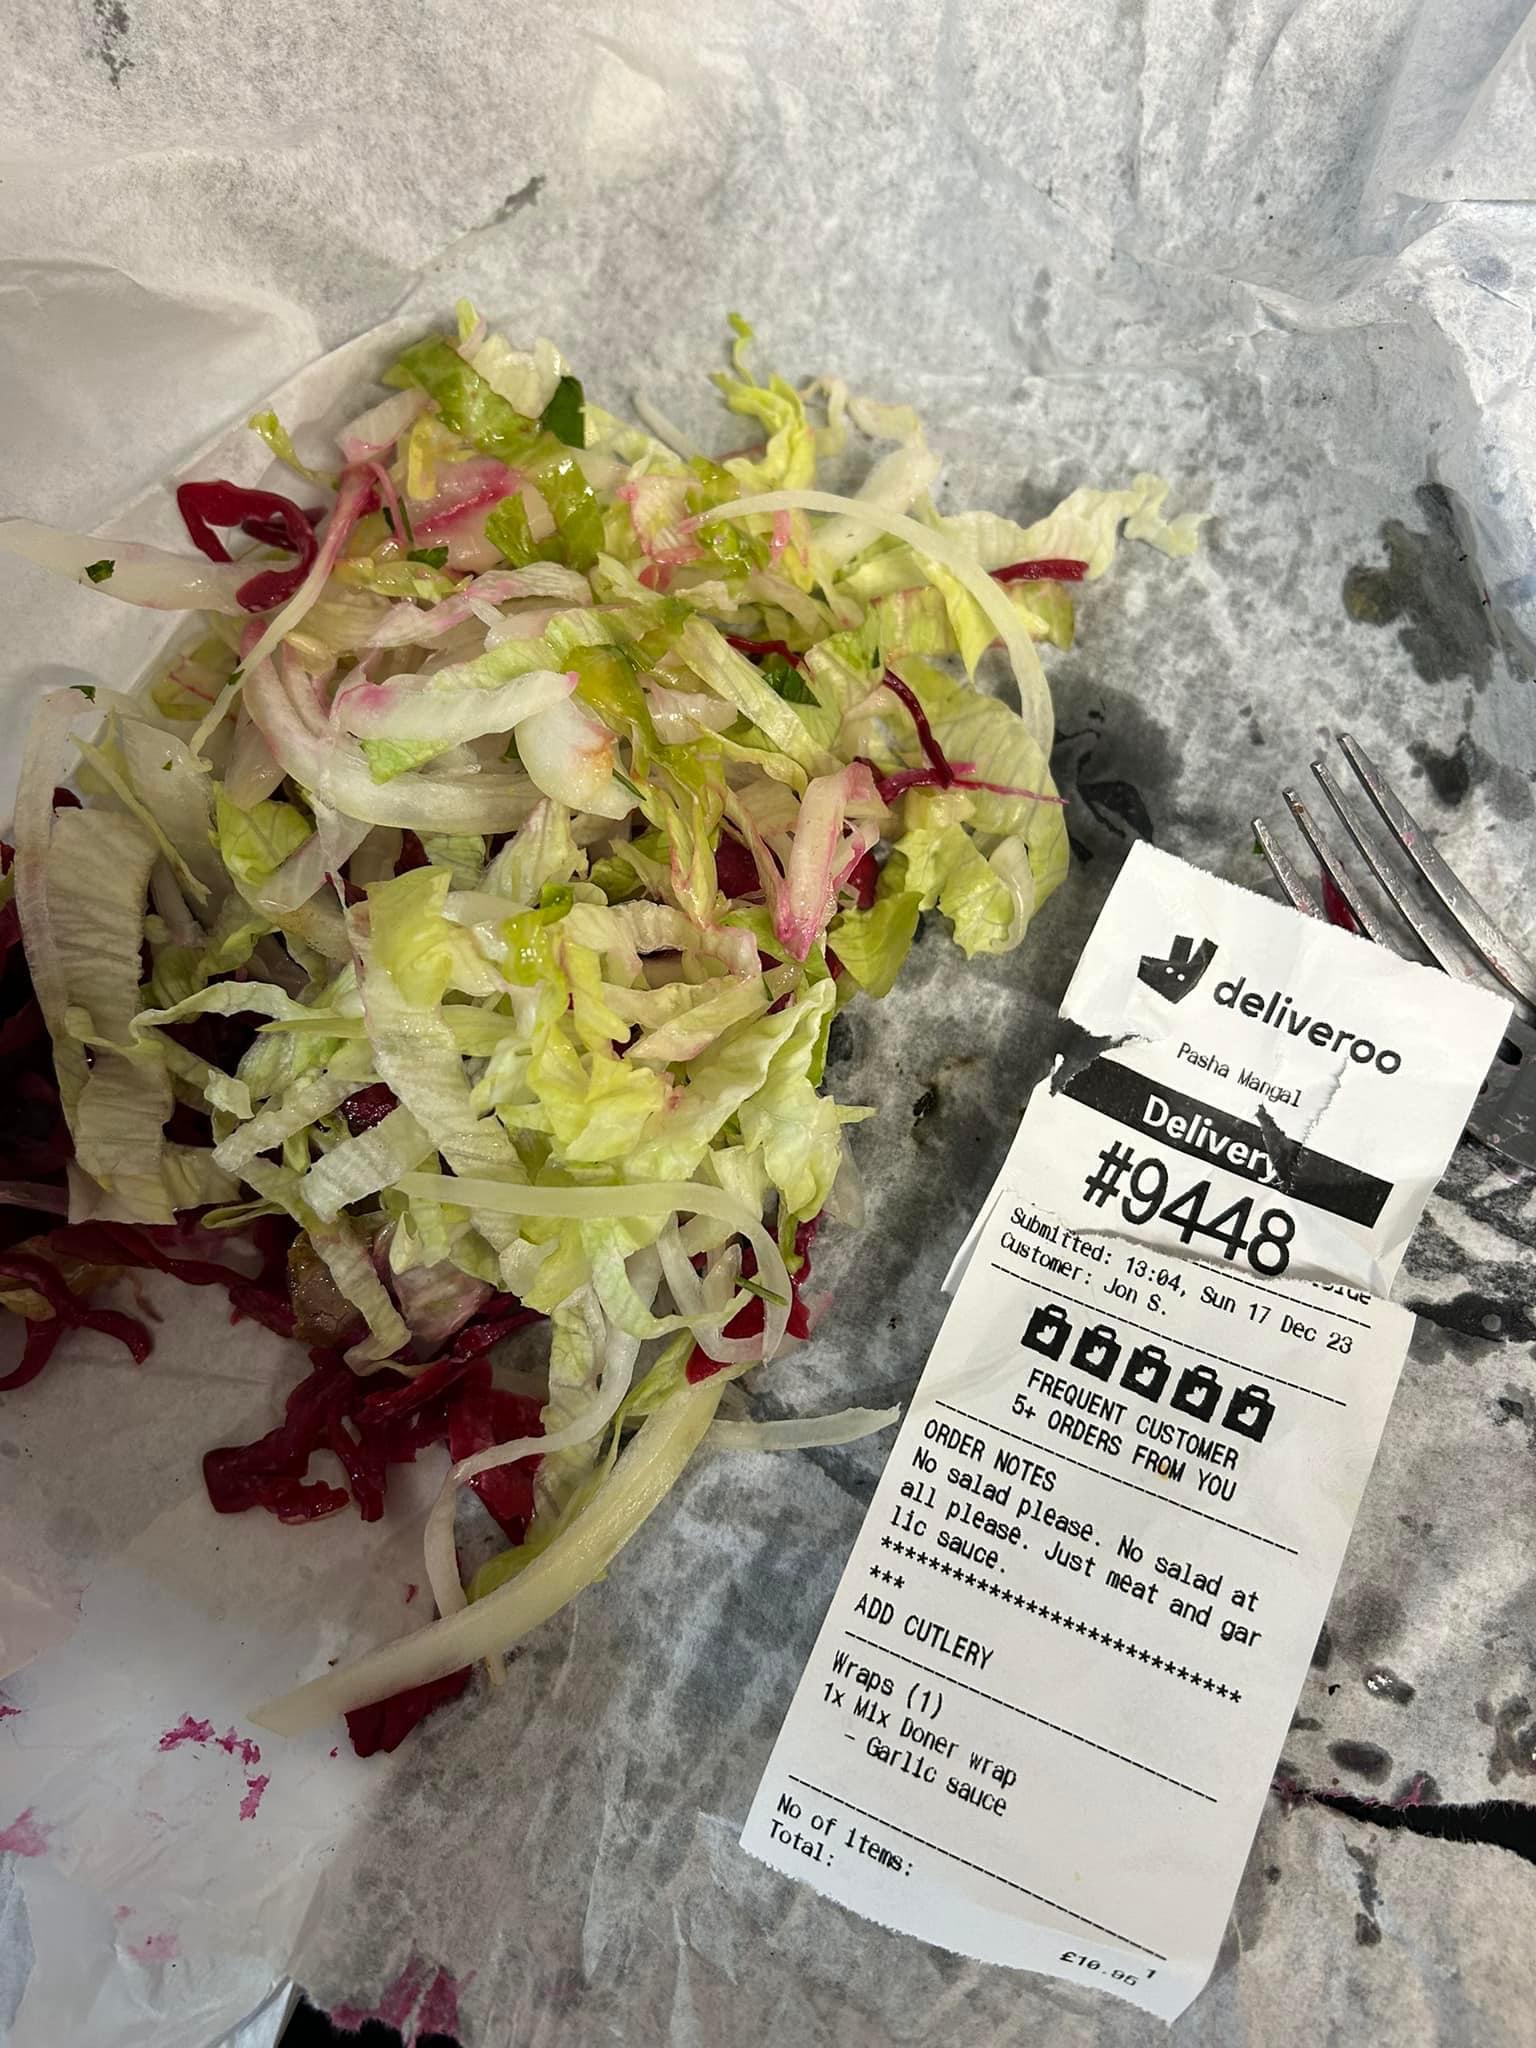 deliveroo
Pasha Mangal
Delivery
#9448
Submitted: 13:04, Sun 17 Dec 23
Customer: Jon S.
FREQUENT CUSTOMER
5+ ORDERS FROM YOU
ORDER NOTES
No salad please. No salad at
all please. Just meat and gar
lic sauce.
******************************
***
ADD CUTLERY
Wraps (1)
1x Mix Doner wrap
- Garlic sauce
No of items: 1
Total: £10.95